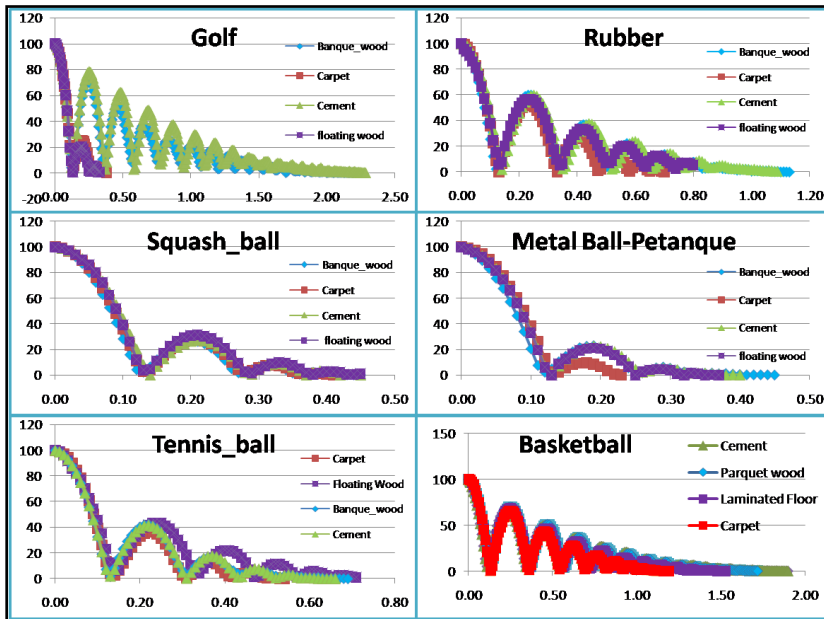 Golf
120
100
80
60
40
20
0
-20
0.00 0.50 1.00 1.50 2.00 2.50
Banque_wood
Carpet
Cement
floating wood
Rubber
120
100
80
60
40
20
0
0.00 0.20 0.40 0.60 0.80 1.00 1.20
Banque_wood
Carpet
Cement
floating wood
Squash_ball
120
100
80
60
40
20
0
0.00 0.10 0.20 0.30 0.40 0.50
Banque_wood
Carpet
Cement
floating wood
Metal Ball-Petanque
120
100
80
60
40
20
0
0.00 0.10 0.20 0.30 0.40 0.50
Banque_wood
Carpet
Cement
floating wood
Tennis_ball
120
100
80
60
40
20
0
0.00 0.20 0.40 0.60 0.80
Carpet
Floating Wood
Banque_wood
Cement
Basketball
150
100
50
0
0.00 0.50 1.00 1.50 2.00
Cement
Parquet wood
Laminated Floor
Carpet